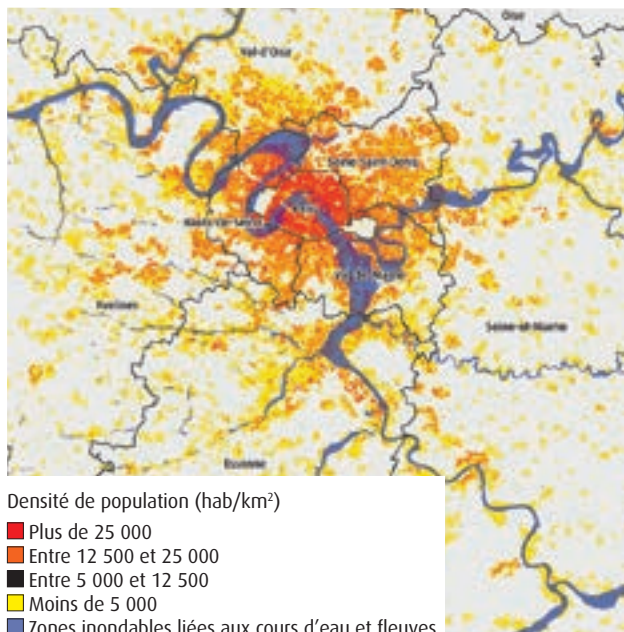 Oise
Val-d'Oise
Seine-Saint-Denis
Paris
Hauts-de-Seine
Val-de-Marne
Yvelines
Seine-et-Marne
Essonne
Densité de population (hab/km²)
Plus de 25 000
Entre 12 500 et 25 000
Entre 5 000 et 12 500
Moins de 5 000
Zones inondables liées aux cours d'eau et fleuves